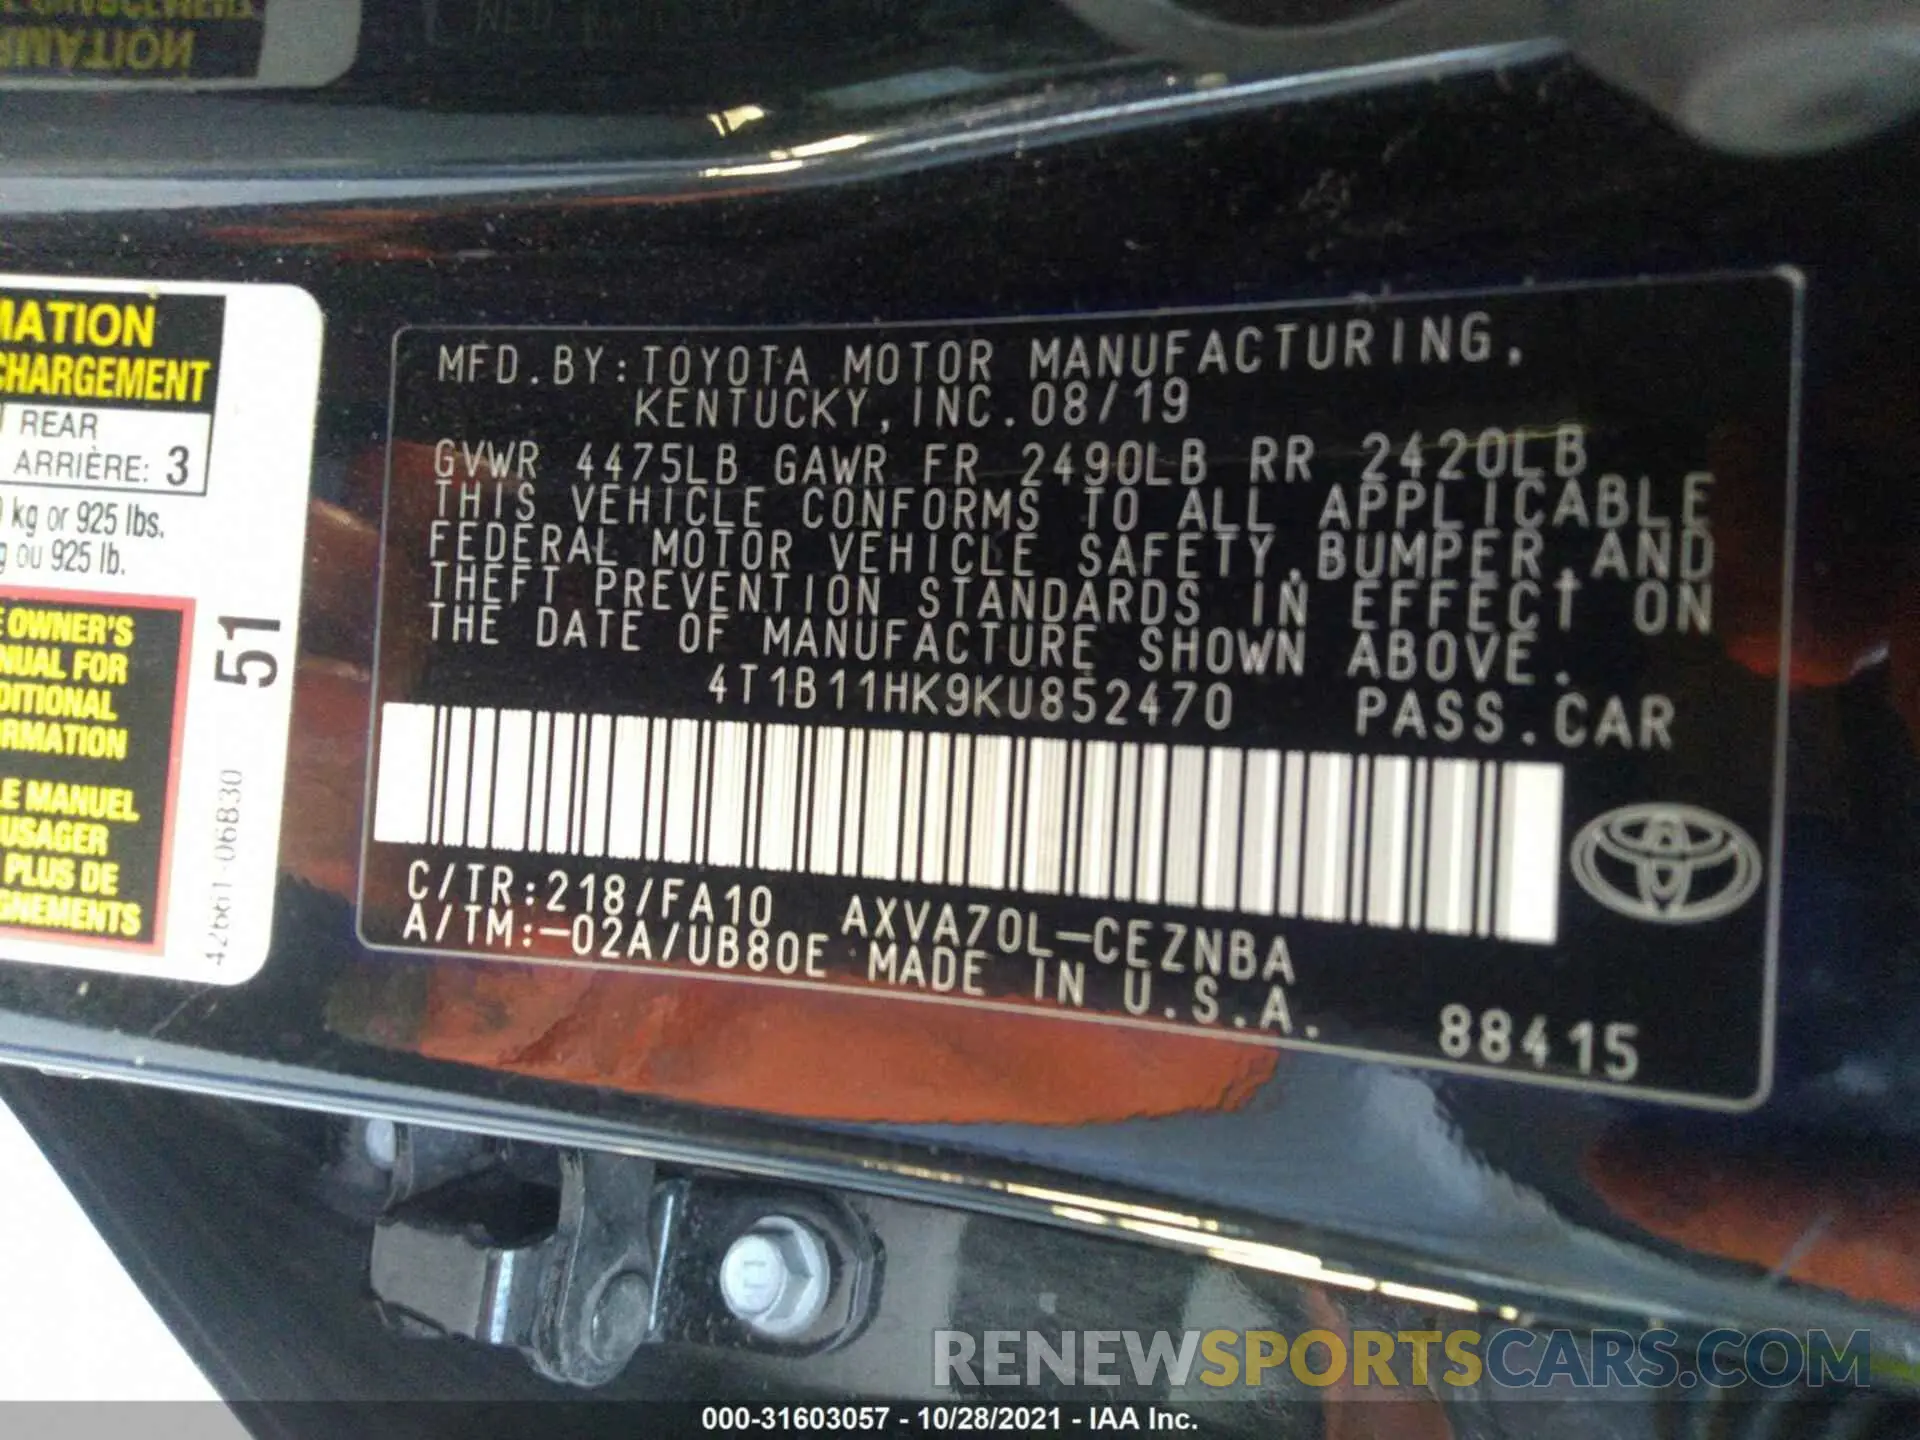 MATION
CHARGEMENT
REAR
ARRIÈRE: 3
kg or 925 lbs.
ou 925 lb.
OWNER'S
NUAL FOR
DITIONAL
RMATION
LE MANUEL
USAGER
PLUS DE
GNEMENTS
51
42661-06B30
MFD.BY:TOYOTA MOTOR MANUFACTURING,
KENTUCKY,INC.08/19
GVWR 4475LB GAWR FR 2490LB RR 2420LB
THIS VEHICLE CONFORMS TO ALL APPLICABLE
FEDERAL MOTOR VEHICLE SAFETY,BUMPER,AND
THEFT PREVENTION STANDARDS IN EFFECT ON
THE DATE OF MANUFACTURE SHOWN ABOVE.
4T1B11HK9KU852470 PASS.CAR
C/TR:218/FA10 AXVA70L-CEZNBA
A/TM:-02A/UB80E MADE IN U.S.A.
88415
RENEWSPORTSCARS.COM
000-31603057 - 10/28/2021 - IAA Inc.